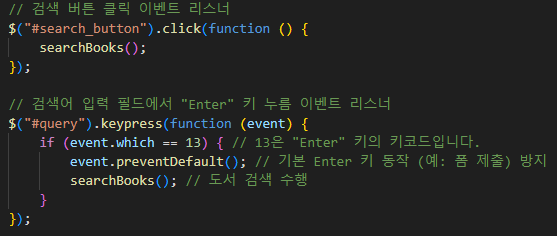 // 검색 버튼 클릭 이벤트 리스너
$("#search_button").click(function () {
    searchBooks();
});

// 검색어 입력 필드에서 "Enter" 키 누름 이벤트 리스너
$("#query").keypress(function (event) {
    if (event.which == 13) { // 13은 "Enter" 키의 키코드입니다.
        event.preventDefault(); // 기본 Enter 키 동작 (예: 폼 제출) 방지
        searchBooks(); // 도서 검색 수행
    }
});